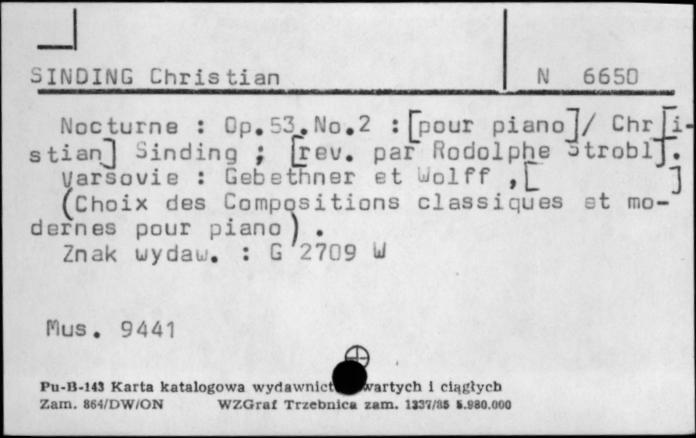 SINDING Christian N 6650
Nocturne : Op.53.No.2 : [pour piano]/ Chr[i-
stian] Sinding ; [rev. par Rodolphe Strobl].
Varsovie : Gebethner et Wolff ,[ ]
(Choix des Compositions classiques et mo-
dernes pour piano ) .
Znak wydaw. : G 2709 W
Mus. 9441
Pu-B-143 Karta katalogowa wydawnict wartych i ciągłych
Zam. 864/DW/ON WZGraf Trzebnica zam. 1337/85 5.980.000